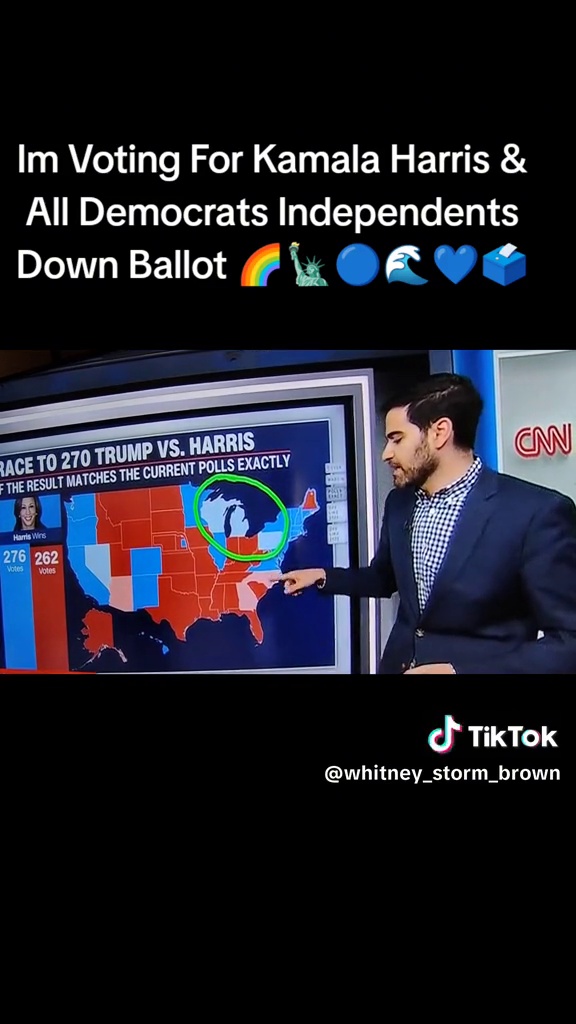 Im Voting For Kamala Harris &
All Democrats Independents
Down Ballot 🌈🗽🔵🌊💙🗳️
RACE TO 270 TRUMP VS. HARRIS
IF THE RESULT MATCHES THE CURRENT POLLS EXACTLY
Harris Wins
276
Votes
262
Votes
CNN
TikTok
@whitney_storm_brown